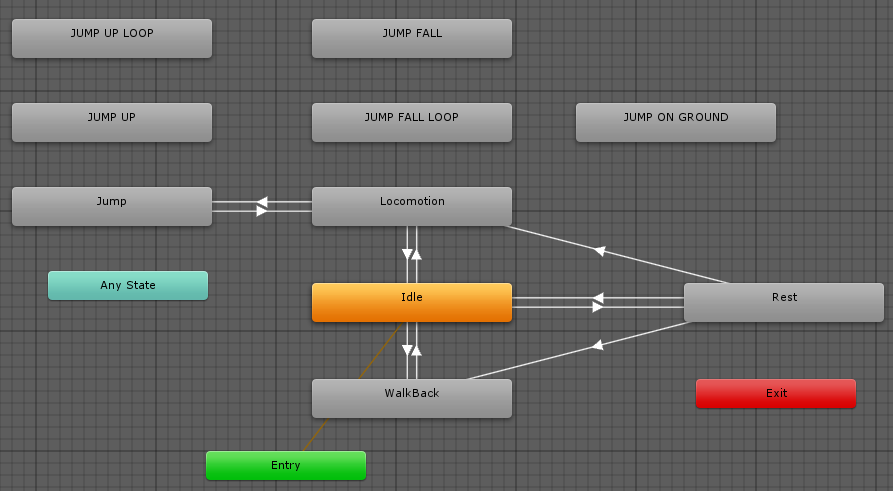 JUMP UP LOOP
JUMP FALL
JUMP UP
JUMP FALL LOOP
JUMP ON GROUND
Jump
Locomotion
Any State
Idle
Rest
WalkBack
Exit
Entry